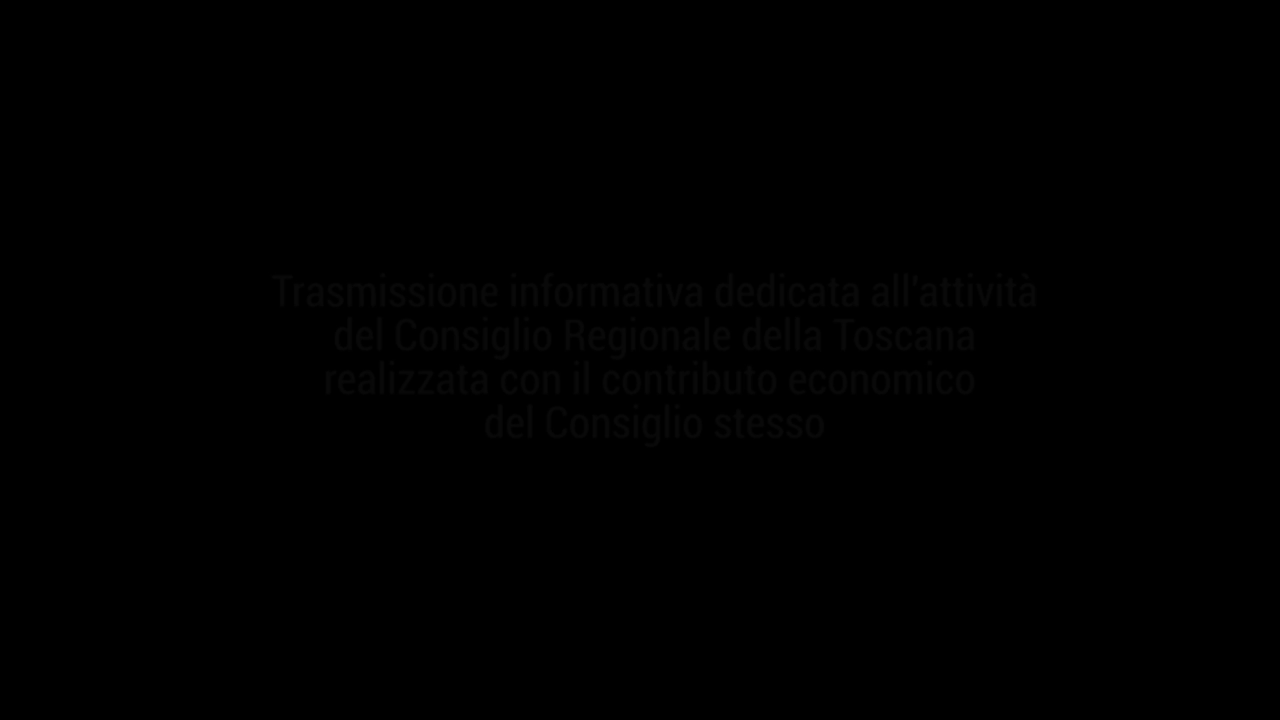 Trasmissione informativa dedicata all'attività
del Consiglio Regionale della Toscana
realizzata con il contributo economico
del Consiglio stesso